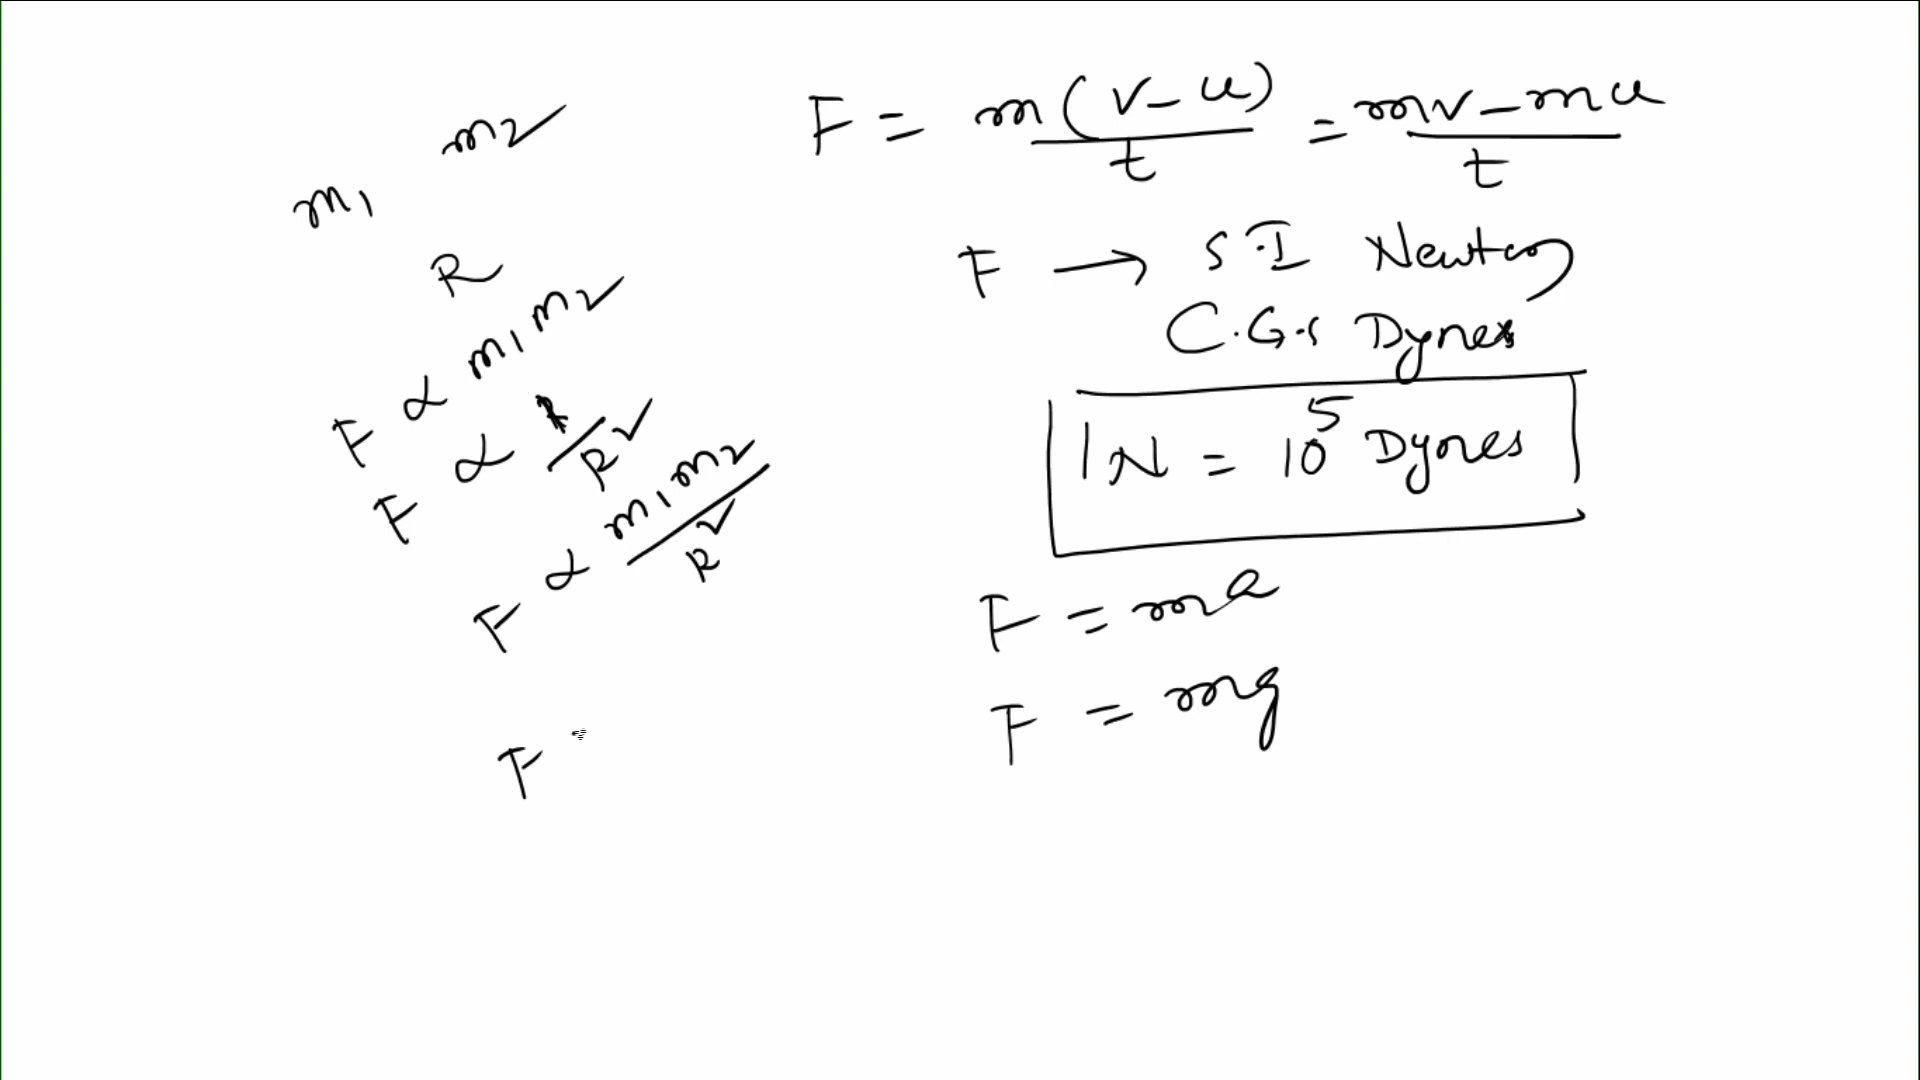 m₁ m₂
R
F ∝ m₁m₂
F ∝ 1/R²
F ∝ m₁m₂/R²
F =
F = m(v-u)/t = mv-mu/t
F → S.I Newton
C.G.S Dynes
1N = 10⁵ Dynes
F = ma
F = mg